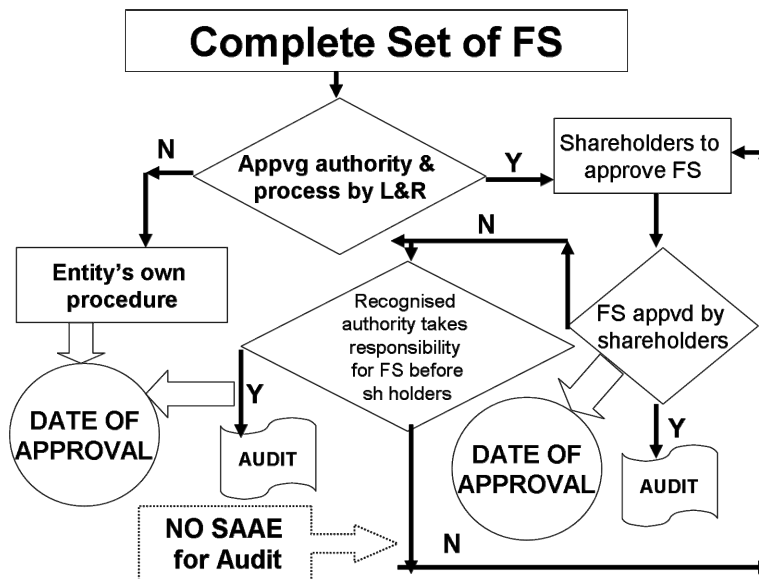 Complete Set of FS
N
Appvg authority &
process by L&R
Y
Shareholders to
approve FS
Entity's own
procedure
N
Recognised
authority takes
responsibility
for FS before
sh holders
FS appvd by
shareholders
DATE OF
APPROVAL
Y
AUDIT
DATE OF
APPROVAL
Y
AUDIT
NO SAAE
for Audit
N